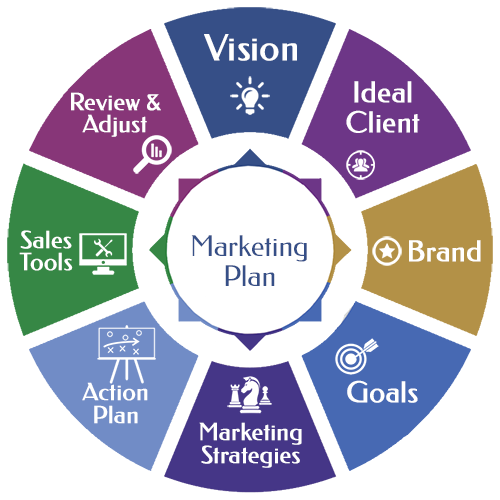 Vision
Ideal
Client
Brand
Goals
Marketing
Strategies
Action
Plan
Sales
Tools
Review &
Adjust
Marketing
Plan